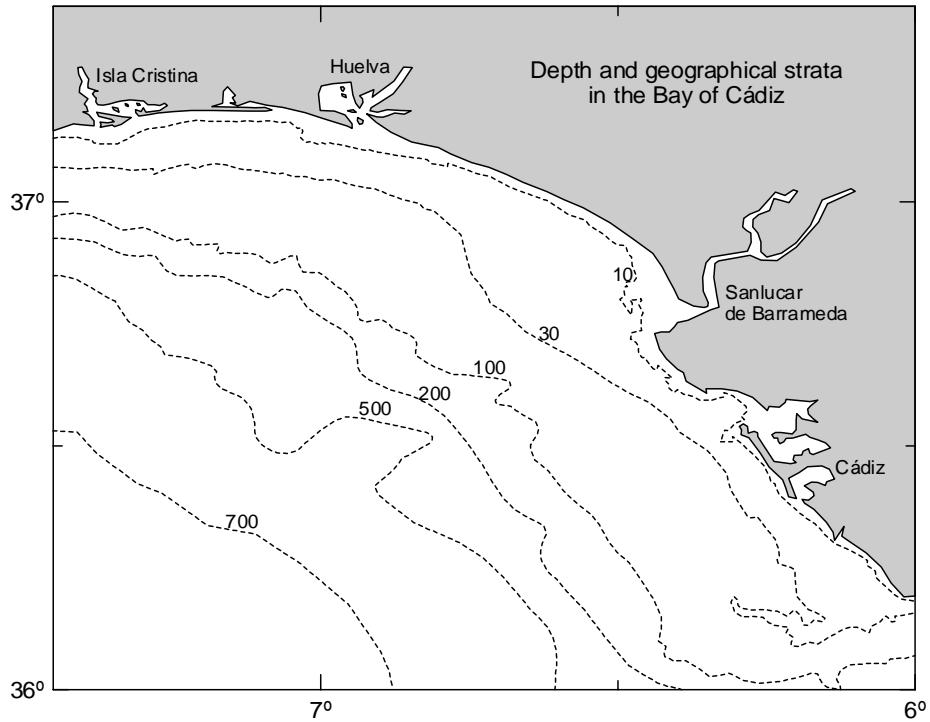 Isla Cristina
Huelva
Depth and geographical strata
in the Bay of Cádiz
37º
10
Sanlucar
de Barrameda
30
100
200
500
Cádiz
700
36º
7º
6º